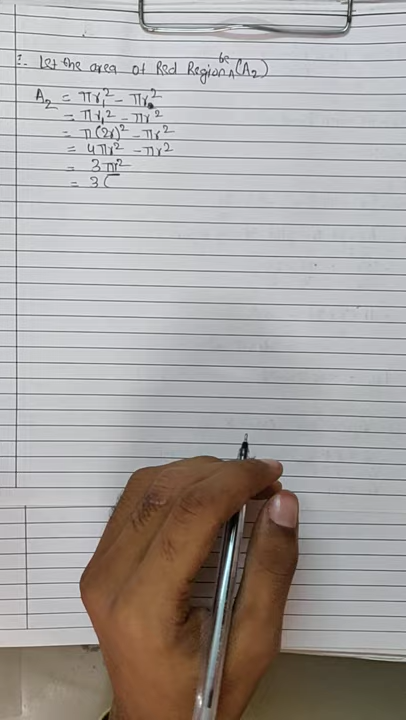 ∴ Let the area of Red Region be (A₂)
A₂ = πr₁² - πr²
= πr₁² - πr²
= π(2r)² - πr²
= 4πr² - πr²
= 3πr²
= 3(